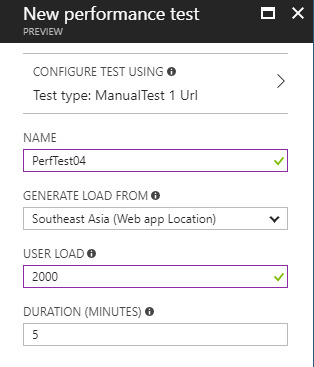 New performance test
PREVIEW
CONFIGURE TEST USING
Test type: ManualTest 1 Url
NAME
PerfTest04
GENERATE LOAD FROM
Southeast Asia (Web app Location)
USER LOAD
2000
DURATION (MINUTES)
5